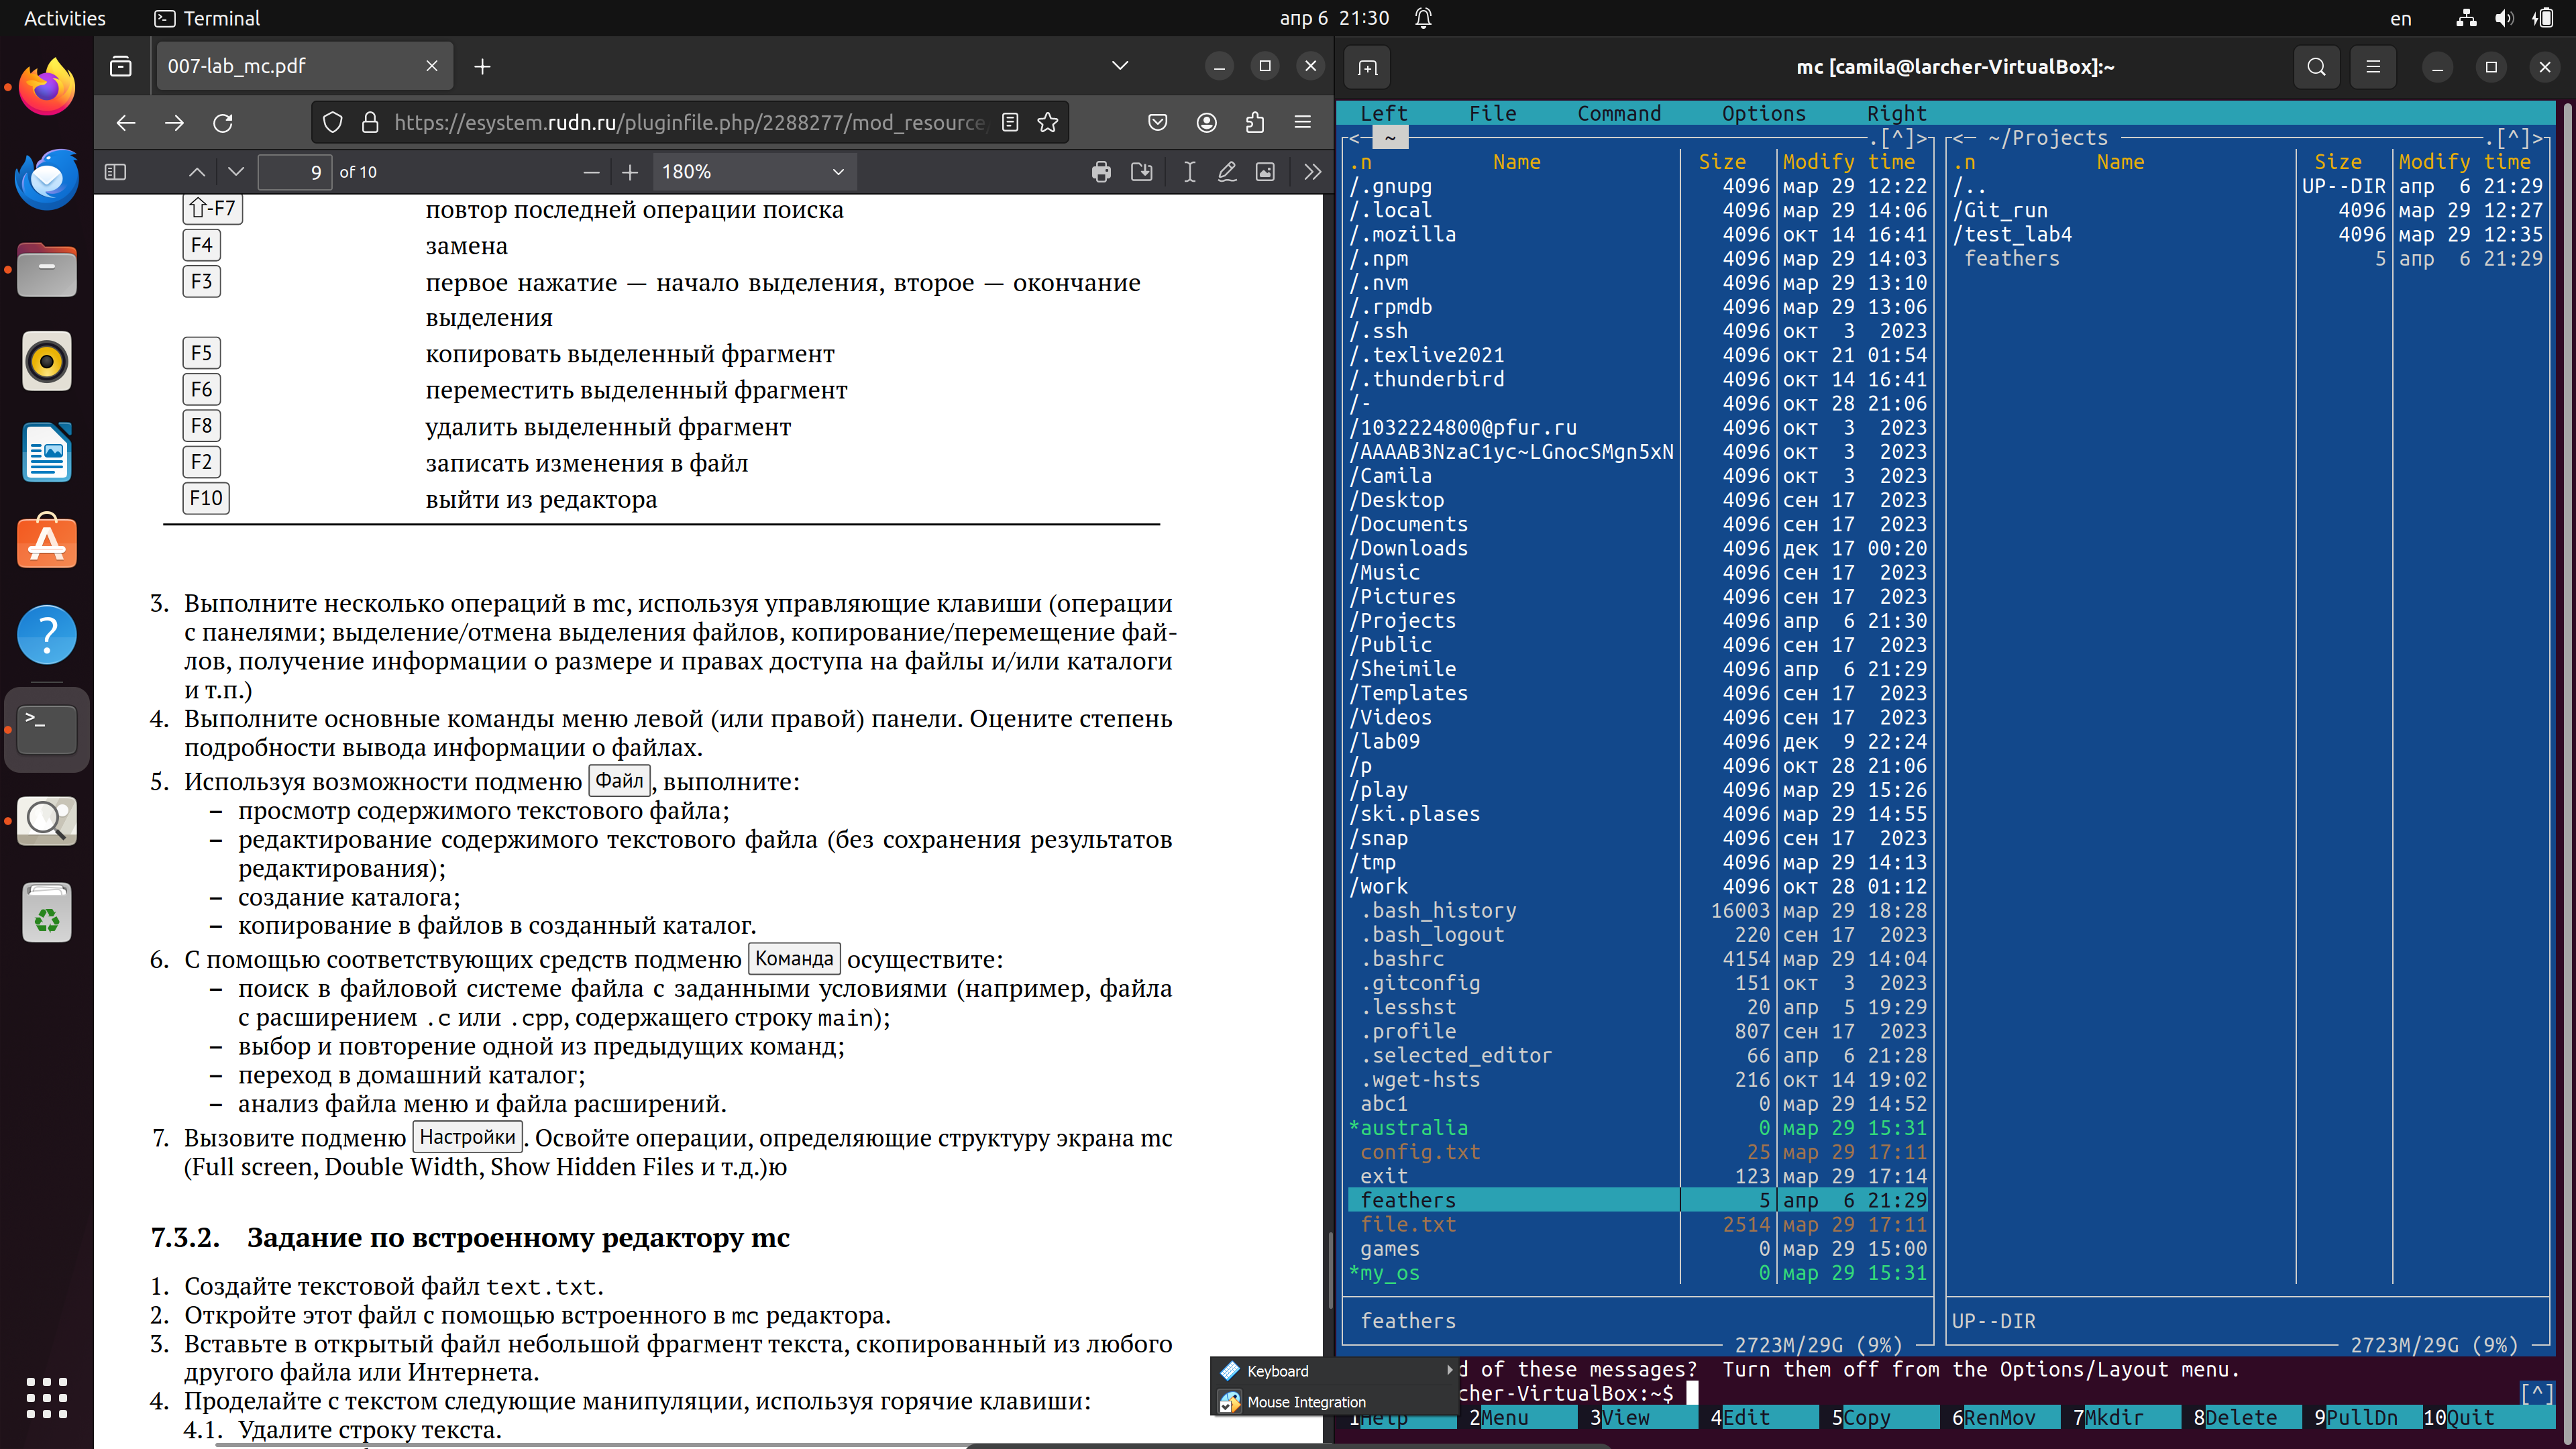 Activities
Terminal
апр 6 21:30
en
007-lab_mc.pdf
https://esystem.rudn.ru/pluginfile.php/2288277/mod_resource/
9 of 10
180%
⇧-F7 повтор последней операции поиска
F4 замена
F3 первое нажатие — начало выделения, второе — окончание
выделения
F5 копировать выделенный фрагмент
F6 переместить выделенный фрагмент
F8 удалить выделенный фрагмент
F2 записать изменения в файл
F10 выйти из редактора
3. Выполните несколько операций в mc, используя управляющие клавиши (операции
с панелями; выделение/отмена выделения файлов, копирование/перемещение фай-
лов, получение информации о размере и правах доступа на файлы и/или каталоги
и т.п.)
4. Выполните основные команды меню левой (или правой) панели. Оцените степень
подробности вывода информации о файлах.
5. Используя возможности подменю Файл, выполните:
– просмотр содержимого текстового файла;
– редактирование содержимого текстового файла (без сохранения результатов
редактирования);
– создание каталога;
– копирование в файлов в созданный каталог.
6. С помощью соответствующих средств подменю Команда осуществите:
– поиск в файловой системе файла с заданными условиями (например, файла
с расширением .c или .cpp, содержащего строку main);
– выбор и повторение одной из предыдущих команд;
– переход в домашний каталог;
– анализ файла меню и файла расширений.
7. Вызовите подменю Настройки. Освойте операции, определяющие структуру экрана mc
(Full screen, Double Width, Show Hidden Files и т.д.)ю
7.3.2. Задание по встроенному редактору mc
1. Создайте текстовой файл text.txt.
2. Откройте этот файл с помощью встроенного в mc редактора.
3. Вставьте в открытый файл небольшой фрагмент текста, скопированный из любого
другого файла или Интернета.
4. Проделайте с текстом следующие манипуляции, используя горячие клавиши:
4.1. Удалите строку текста.
Keyboard
Mouse Integration
mc [camila@larcher-VirtualBox]:~
Left File Command Options Right
<─ ~ .[^]>
.n Name Size Modify time
/.gnupg 4096 мар 29 12:22
/.local 4096 мар 29 14:06
/.mozilla 4096 окт 14 16:41
/.npm 4096 мар 29 14:03
/.nvm 4096 мар 29 13:10
/.rpmdb 4096 мар 29 13:06
/.ssh 4096 окт 3 2023
/.texlive2021 4096 окт 21 01:54
/.thunderbird 4096 окт 14 16:41
/- 4096 окт 28 21:06
/1032224800@pfur.ru 4096 окт 3 2023
/AAAAB3NzaC1yc~LGnocSMgn5xN 4096 окт 3 2023
/Camila 4096 окт 3 2023
/Desktop 4096 сен 17 2023
/Documents 4096 сен 17 2023
/Downloads 4096 дек 17 00:20
/Music 4096 сен 17 2023
/Pictures 4096 сен 17 2023
/Projects 4096 апр 6 21:30
/Public 4096 сен 17 2023
/Sheimile 4096 апр 6 21:29
/Templates 4096 сен 17 2023
/Videos 4096 сен 17 2023
/lab09 4096 дек 9 22:24
/p 4096 окт 28 21:06
/play 4096 мар 29 15:26
/ski.plases 4096 мар 29 14:55
/snap 4096 сен 17 2023
/tmp 4096 мар 29 14:13
/work 4096 окт 28 01:12
.bash_history 16003 мар 29 18:28
.bash_logout 220 сен 17 2023
.bashrc 4154 мар 29 14:04
.gitconfig 151 окт 3 2023
.lesshst 20 апр 5 19:29
.profile 807 сен 17 2023
.selected_editor 66 апр 6 21:28
.wget-hsts 216 окт 14 19:02
abc1 0 мар 29 14:52
*australia 0 мар 29 15:31
config.txt 25 мар 29 17:11
exit 123 мар 29 17:14
feathers 5 апр 6 21:29
file.txt 2514 мар 29 17:11
games 0 мар 29 15:00
*my_os 0 мар 29 15:31
feathers
2723M/29G (9%)
<─ ~/Projects .[^]>
.n Name Size Modify time
/.. UP--DIR апр 6 21:29
/Git_run 4096 мар 29 12:27
/test_lab4 4096 мар 29 12:35
feathers 5 апр 6 21:29
UP--DIR
2723M/29G (9%)
d of these messages? Turn them off from the Options/Layout menu.
cher-VirtualBox:~$ [^]
1Help 2Menu 3View 4Edit 5Copy 6RenMov 7Mkdir 8Delete 9PullDn 10Quit